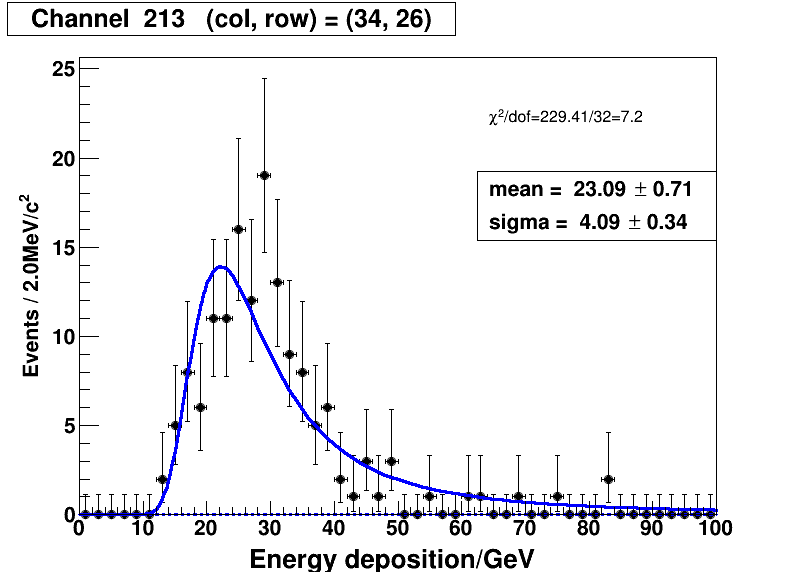 Channel 213 (col, row) = (34, 26)
χ²/dof=229.41/32=7.2
mean = 23.09 ± 0.71
sigma = 4.09 ± 0.34
Events / 2.0MeV/c²
25
20
15
10
5
0
0 10 20 30 40 50 60 70 80 90 100
Energy deposition/GeV